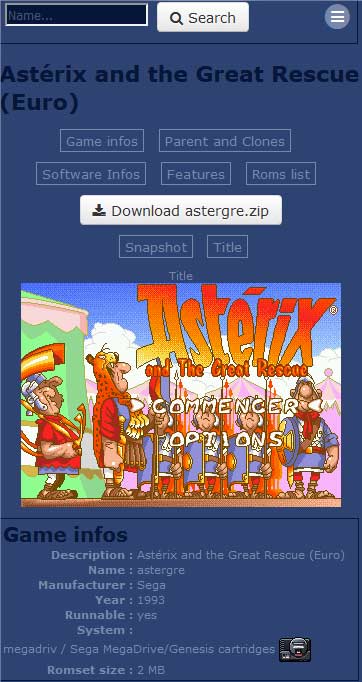 Name...
Search
Astérix and the Great Rescue
(Euro)
Game infos
Parent and Clones
Software Infos
Features
Roms list
Download astergre.zip
Snapshot
Title
Title
Astérix ®
and The Great Rescue
COMMENCER
OPTIONS
Game infos
Description : Astérix and the Great Rescue (Euro)
Name : astergre
Manufacturer : Sega
Year : 1993
Runnable : yes
System :
megadriv / Sega MegaDrive/Genesis cartridges
Romset size : 2 MB